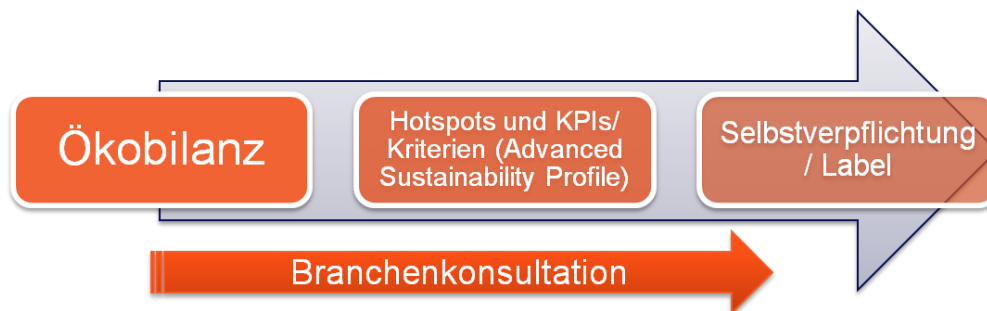 Ökobilanz
Hotspots und KPIs/
Kriterien (Advanced
Sustainability Profile)
Selbstverpflichtung
/ Label
Branchenkonsultation